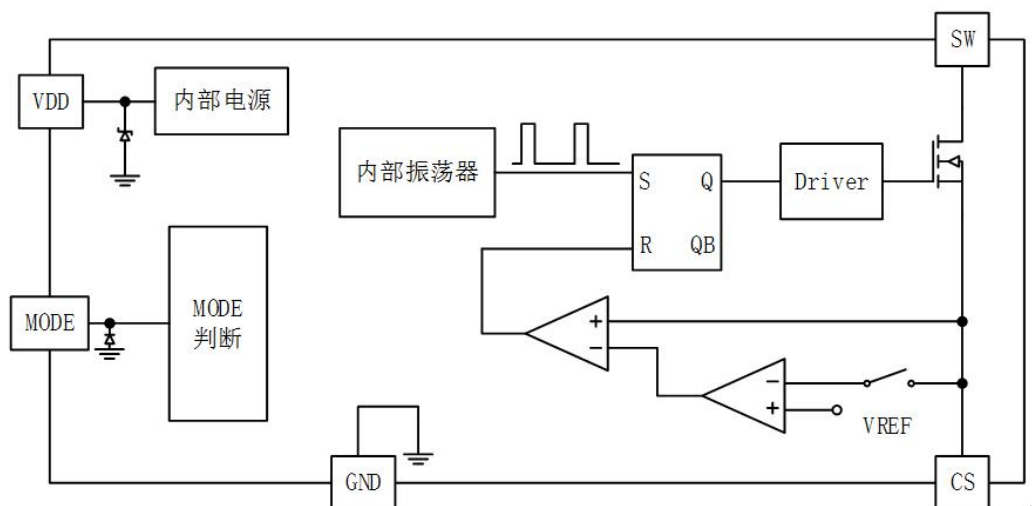 SW
VDD
内部电源
内部振荡器
S
Q
Driver
R
QB
MODE
MODE
判断
+
−
−
+
VREF
GND
CS